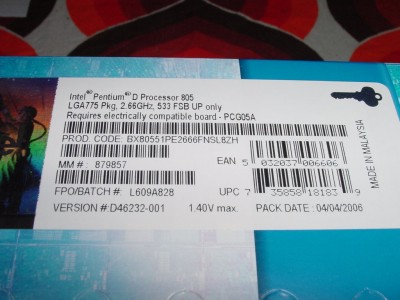 Intel® Pentium® D Processor 805
LGA775 Pkg, 2.66GHz, 533 FSB UP only
Requires electrically compatible board - PCG05A
PROD. CODE: BX80551PE2666FNSL8ZH
MM #: 879857
EAN 5 032037 006606
FPO/BATCH #: L609A828
UPC 7 35858 18183 9
VERSION #:D46232-001 1.40V max. PACK DATE : 04/04/2006
MADE IN MALAYSIA